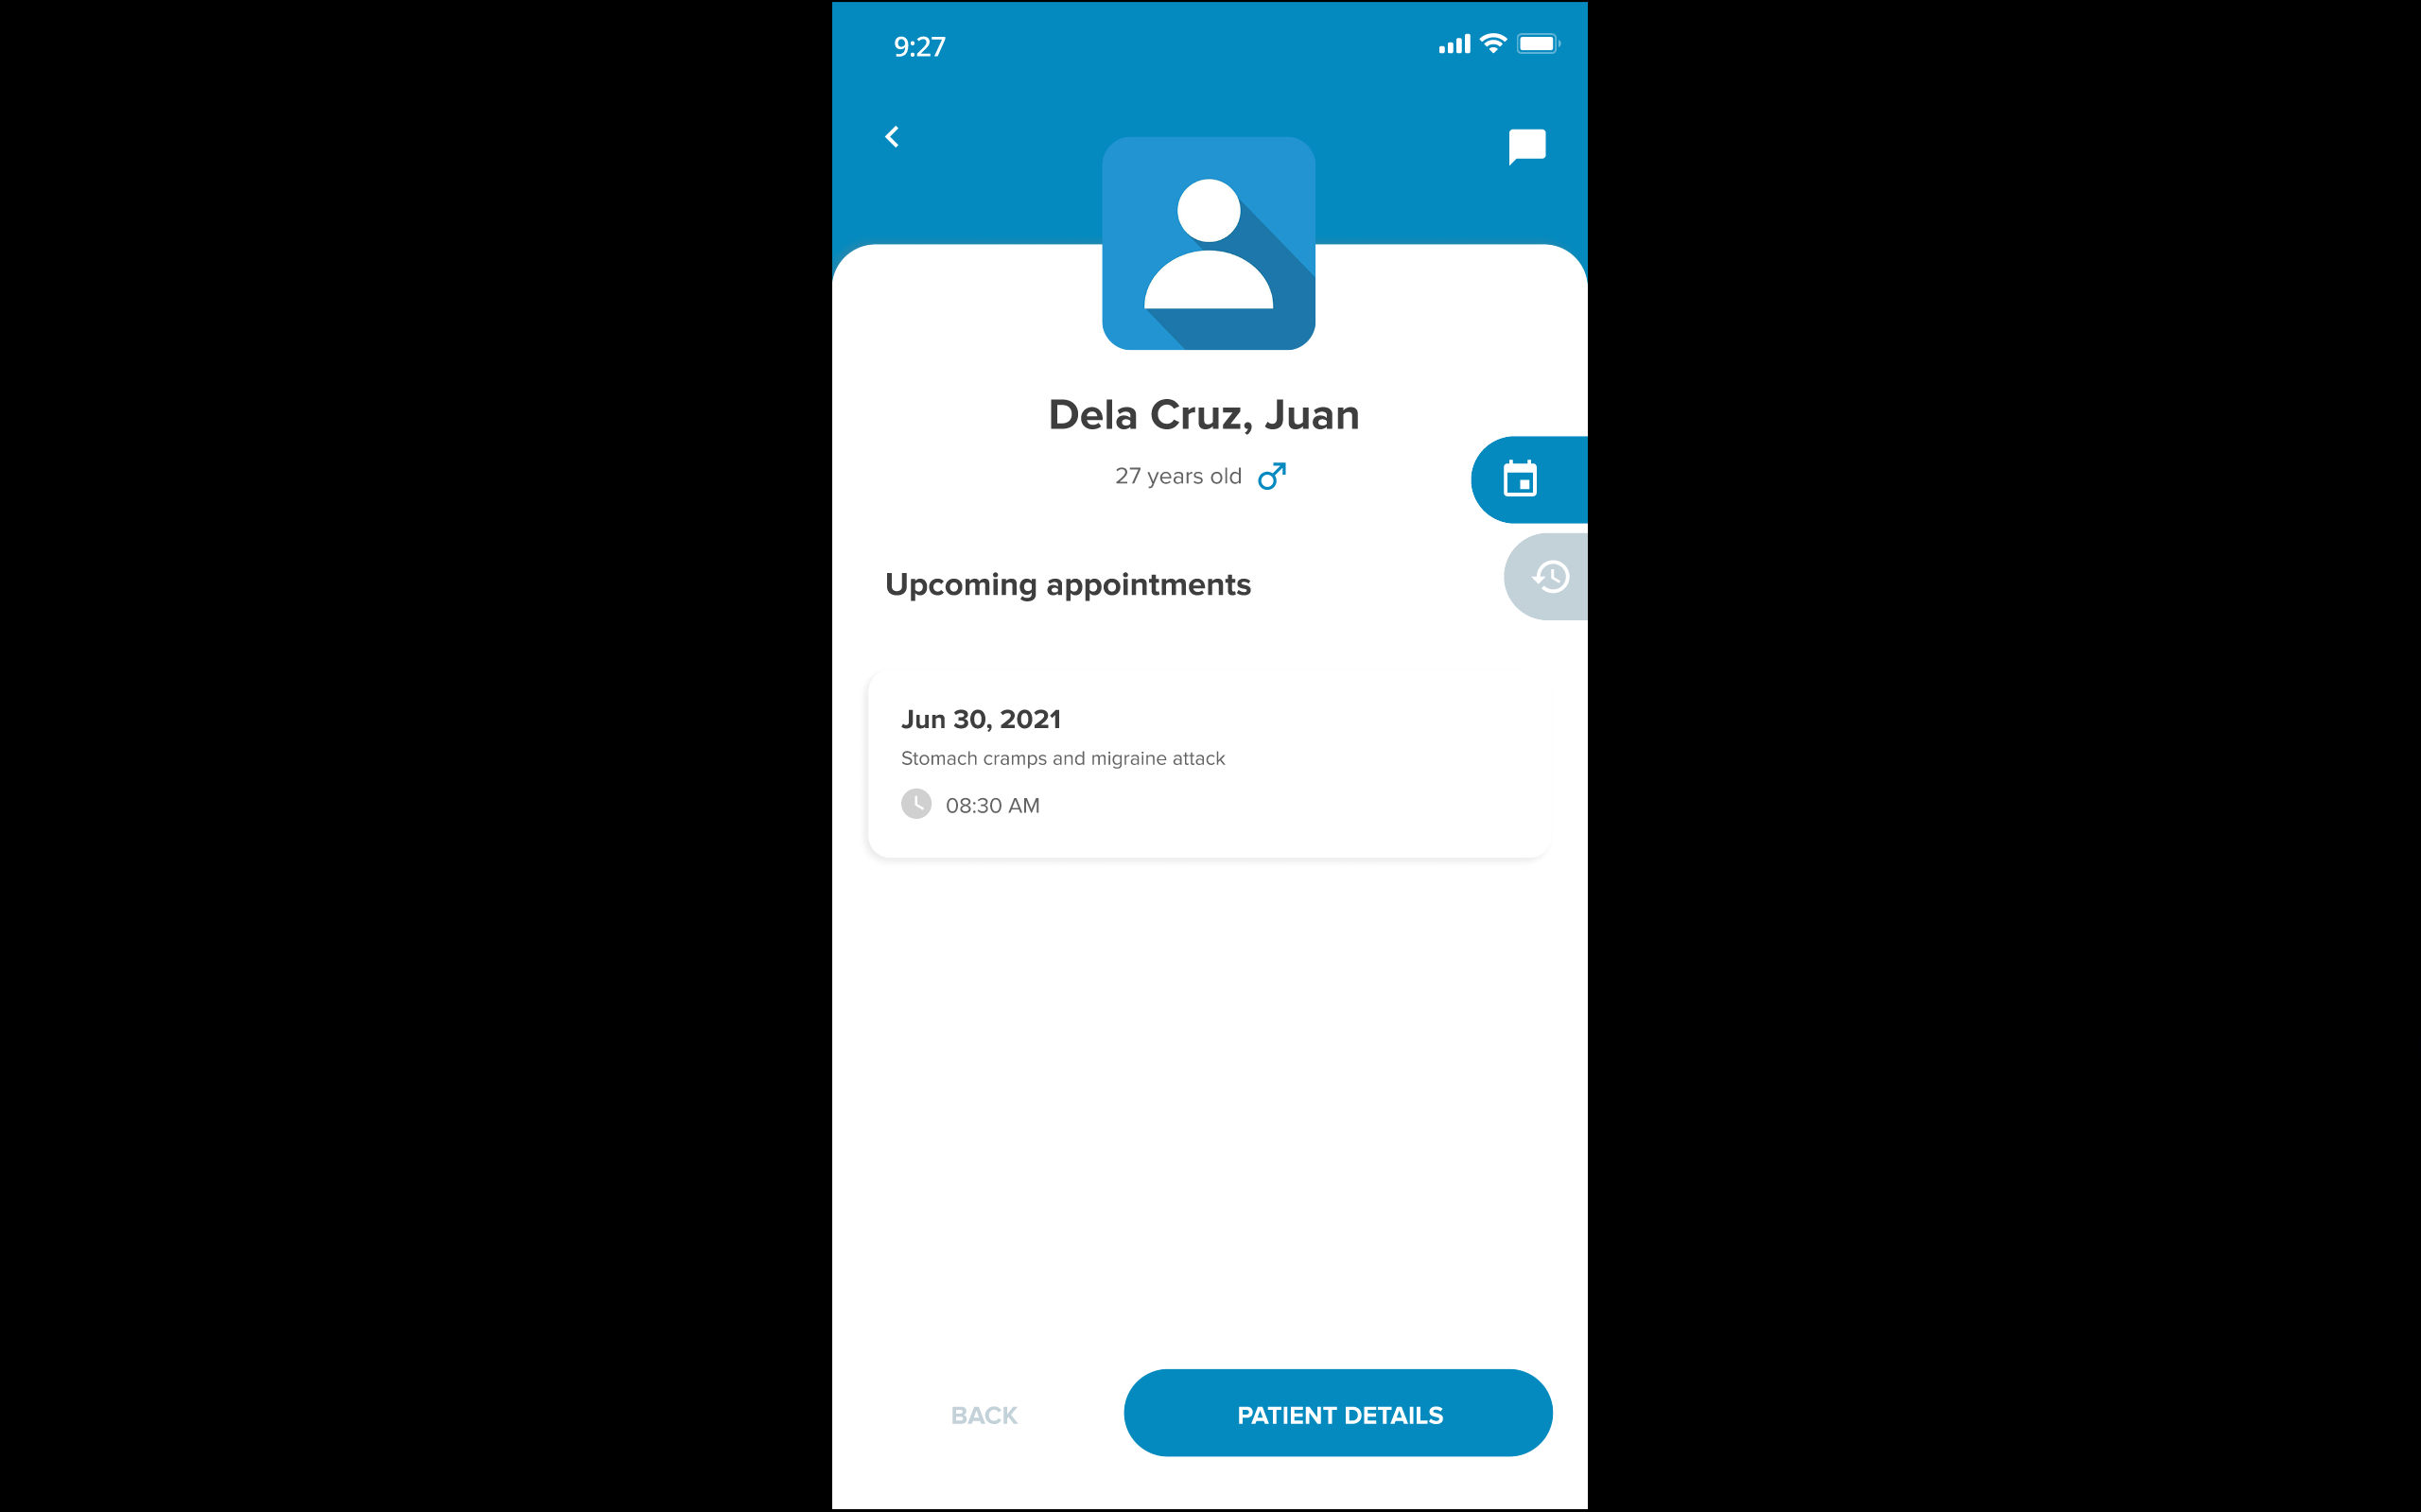 9:27
Dela Cruz, Juan
27 years old
Upcoming appointments
Jun 30, 2021
Stomach cramps and migraine attack
08:30 AM
BACK
PATIENT DETAILS